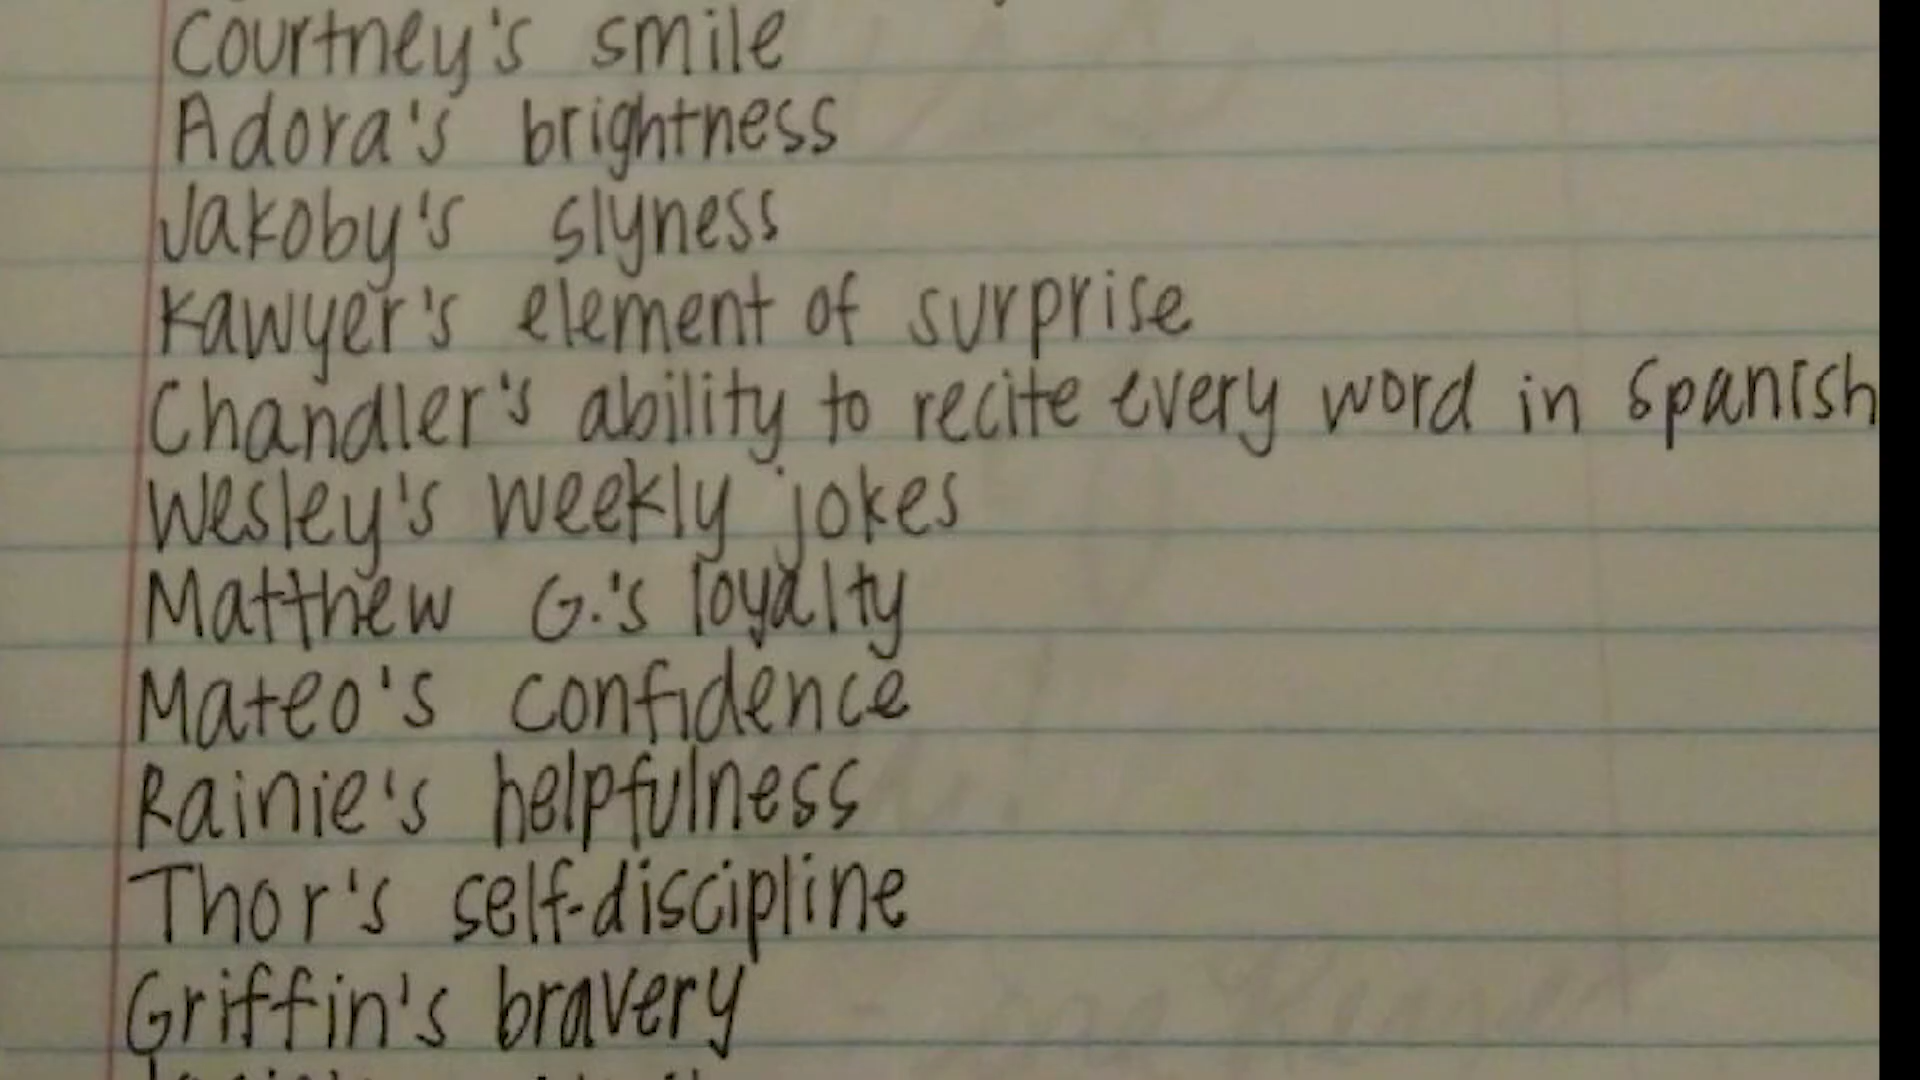 Courtney's smile
Adora's brightness
Jakoby's slyness
Kawyer's element of surprise
Chandler's ability to recite every word in Spanish
Wesley's weekly jokes
Matthew G.'s loyalty
Mateo's confidence
Rainie's helpfulness
Thor's self-discipline
Griffin's bravery